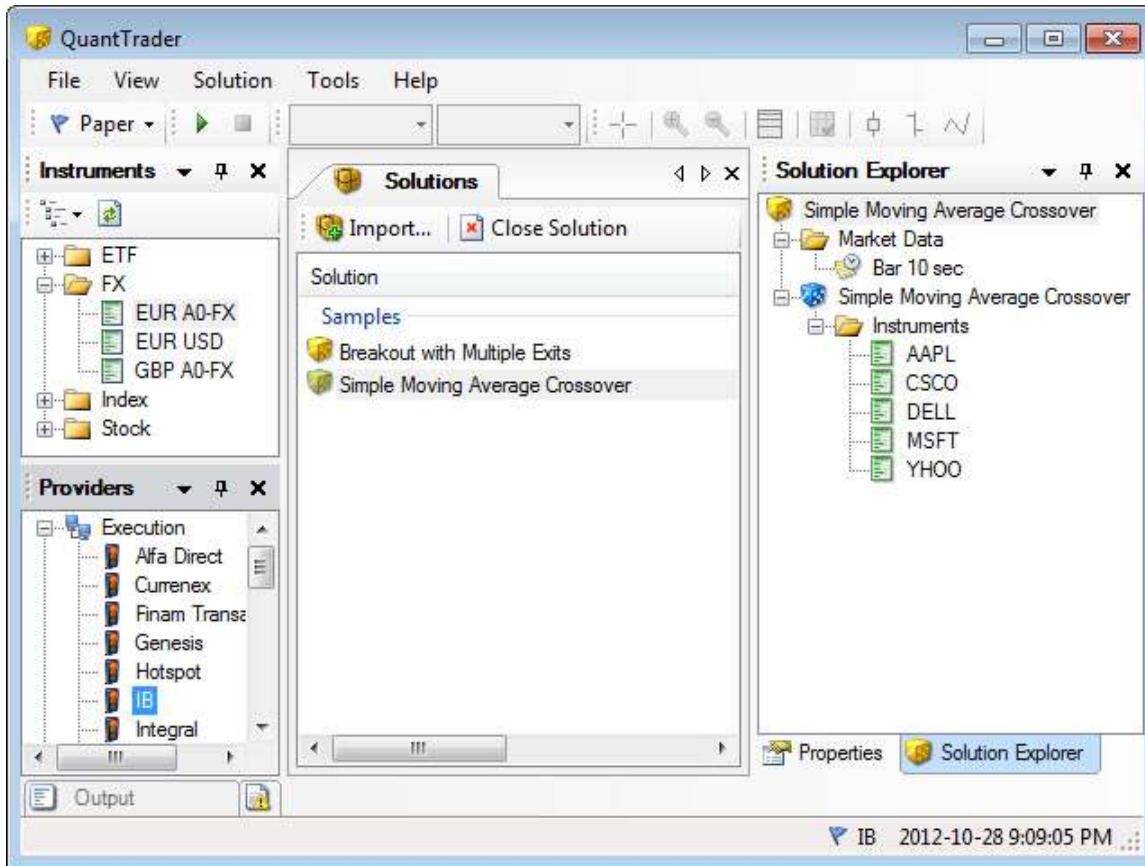 QuantTrader
File View Solution Tools Help
Paper
Instruments
ETF
FX
EUR A0-FX
EUR USD
GBP A0-FX
Index
Stock
Providers
Execution
Alfa Direct
Currenex
Finam Transa
Genesis
Hotspot
IB
Integral
Output
Solutions
Import... Close Solution
Solution
Samples
Breakout with Multiple Exits
Simple Moving Average Crossover
Solution Explorer
Simple Moving Average Crossover
Market Data
Bar 10 sec
Simple Moving Average Crossover
Instruments
AAPL
CSCO
DELL
MSFT
YHOO
Properties Solution Explorer
IB 2012-10-28 9:09:05 PM